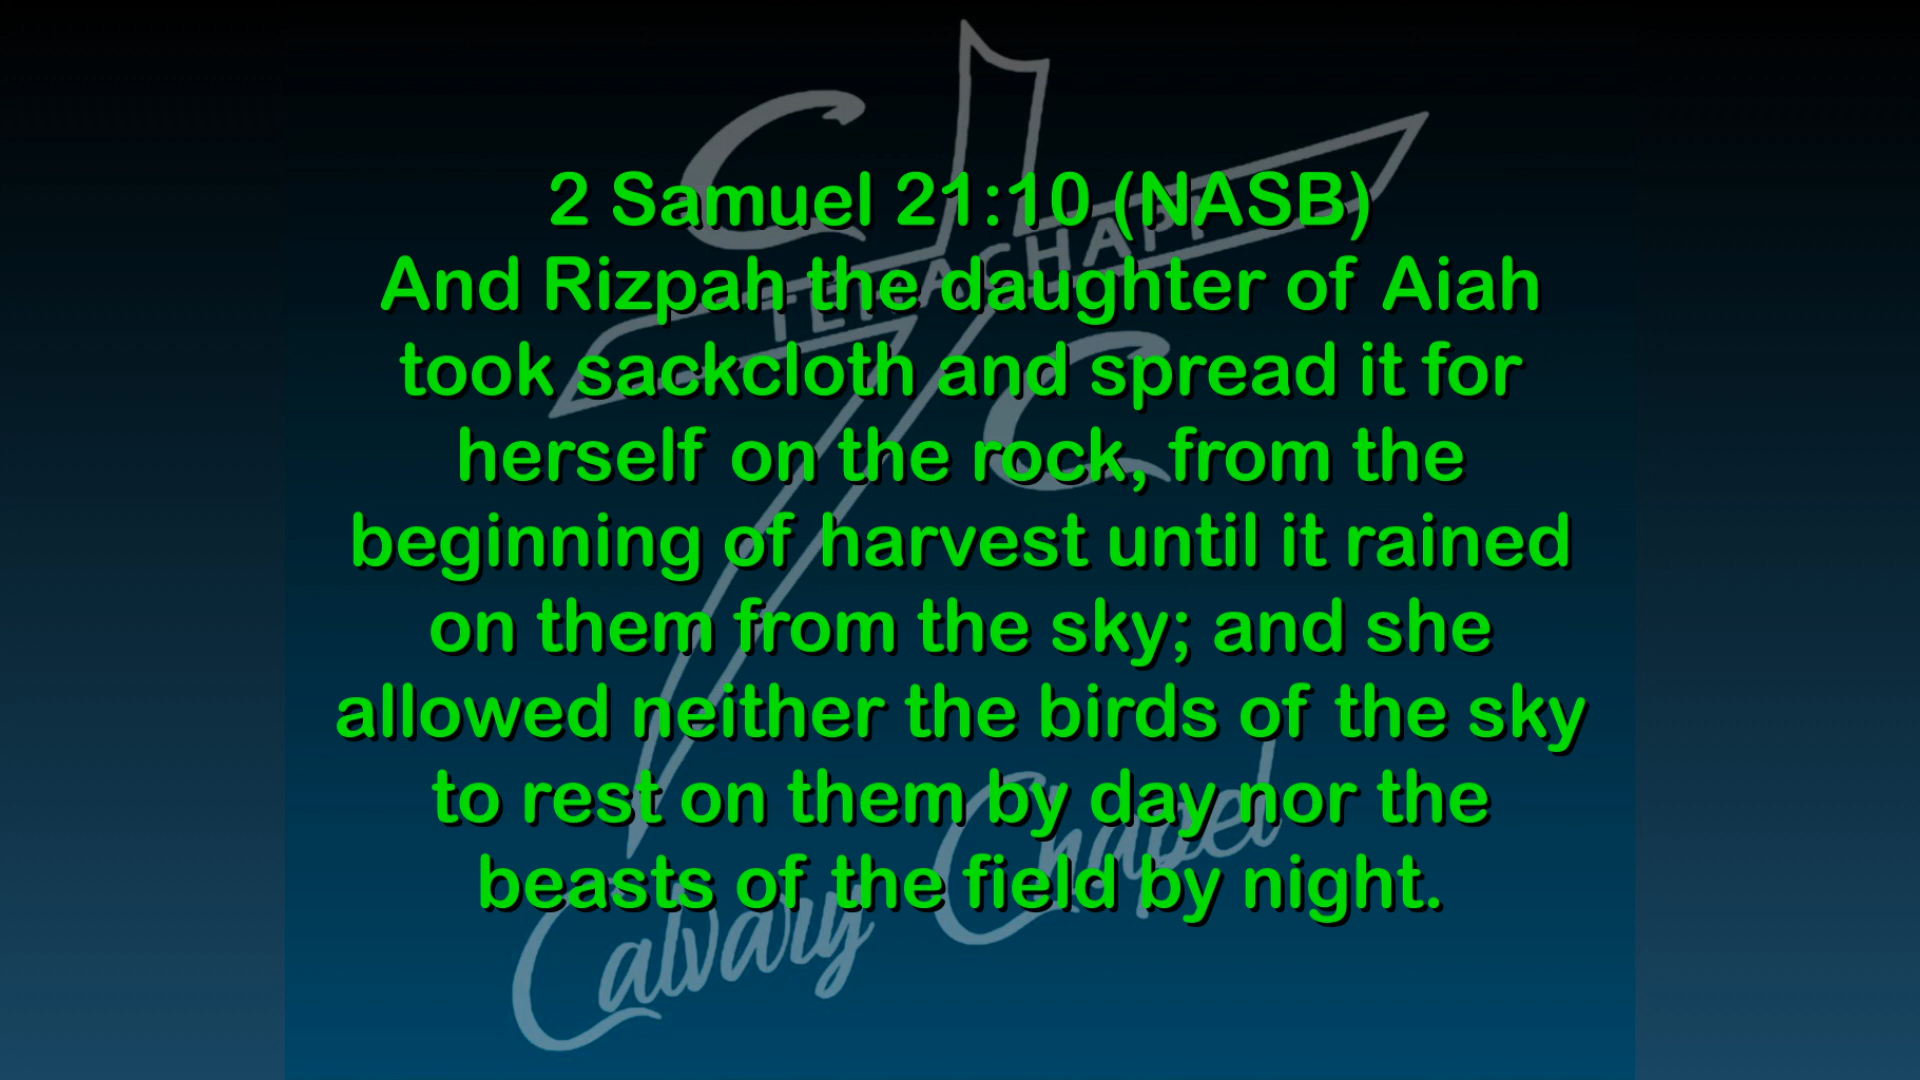 2 Samuel 21:10 (NASB)
And Rizpah the daughter of Aiah
took sackcloth and spread it for
herself on the rock, from the
beginning of harvest until it rained
on them from the sky; and she
allowed neither the birds of the sky
to rest on them by day nor the
beasts of the field by night.
C
TEHACHAPI
C
Calvary Chapel